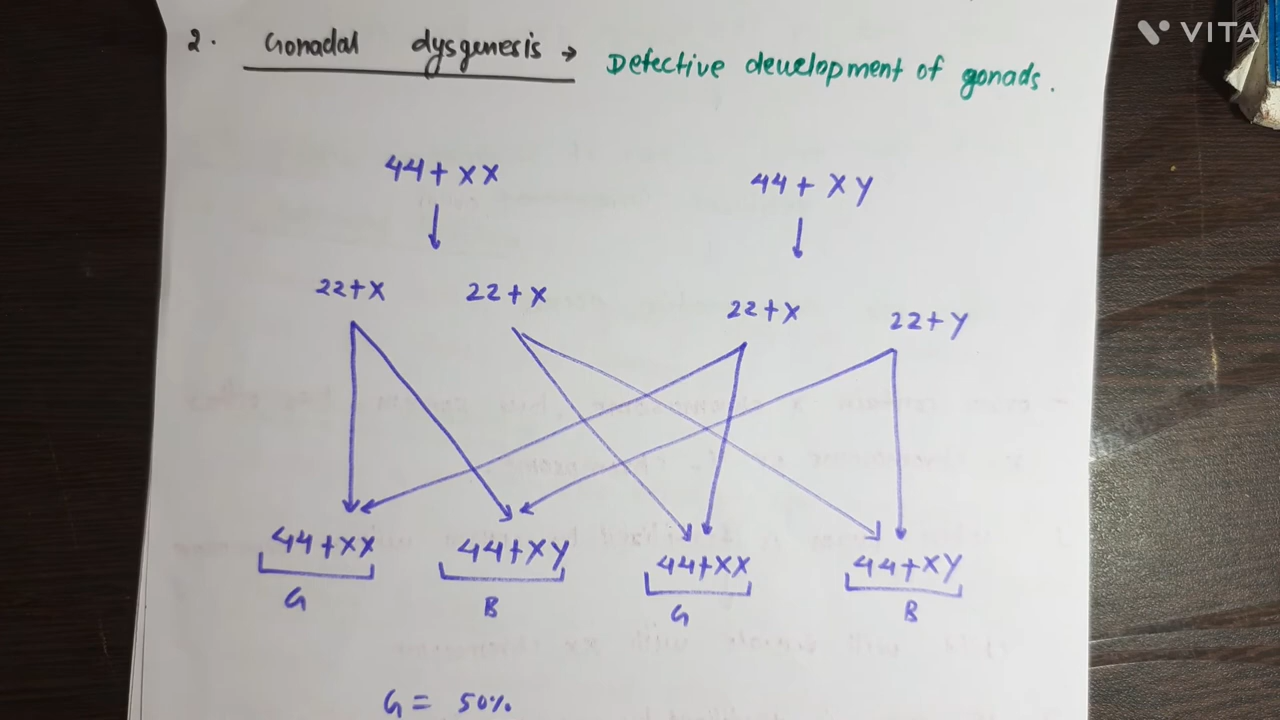 VITA
2. Gonadal dysgenesis → Defective development of gonads.
44+XX 44+XY
22+X 22+X 22+X 22+Y
44+XX 44+XY 44+XX 44+XY
G B G B
G = 50%